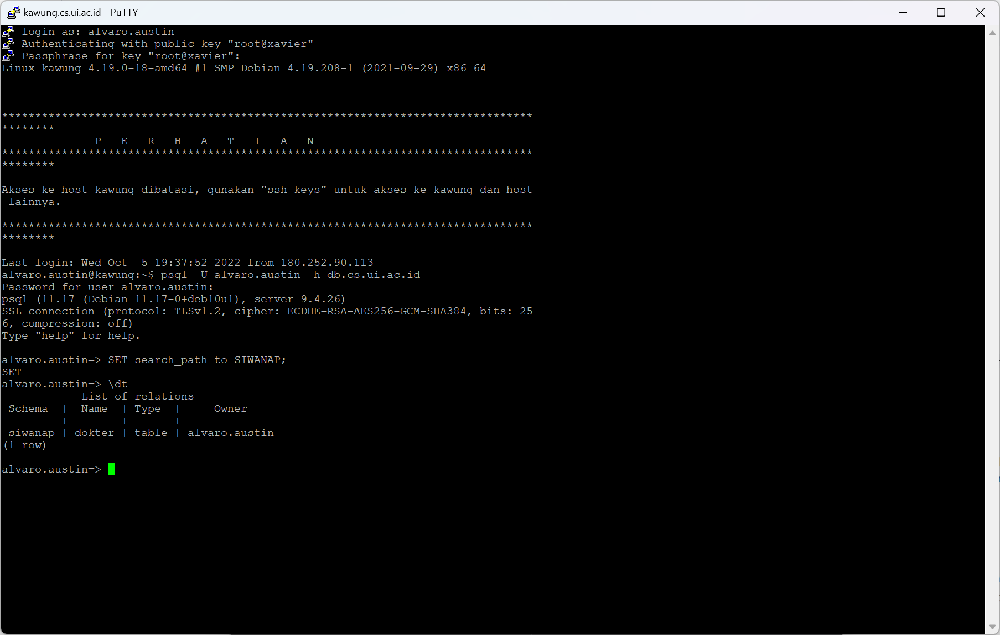 kawung.cs.ui.ac.id - PuTTY
login as: alvaro.austin
Authenticating with public key "root@xavier"
Passphrase for key "root@xavier":
Linux kawung 4.19.0-18-amd64 #1 SMP Debian 4.19.208-1 (2021-09-29) x86_64
********************************************************************************
********
P   E   R   H   A   T   I   A   N
********************************************************************************
********
Akses ke host kawung dibatasi, gunakan "ssh keys" untuk akses ke kawung dan host
 lainnya.
********************************************************************************
********
Last login: Wed Oct  5 19:37:52 2022 from 180.252.90.113
alvaro.austin@kawung:~$ psql -U alvaro.austin -h db.cs.ui.ac.id
Password for user alvaro.austin:
psql (11.17 (Debian 11.17-0+deb10u1), server 9.4.26)
SSL connection (protocol: TLSv1.2, cipher: ECDHE-RSA-AES256-GCM-SHA384, bits: 25
6, compression: off)
Type "help" for help.
alvaro.austin=> SET search_path to SIWANAP;
SET
alvaro.austin=> \dt
            List of relations
 Schema  |  Name  | Type  |     Owner
---------+--------+-------+---------------
 siwanap | dokter | table | alvaro.austin
(1 row)
alvaro.austin=>